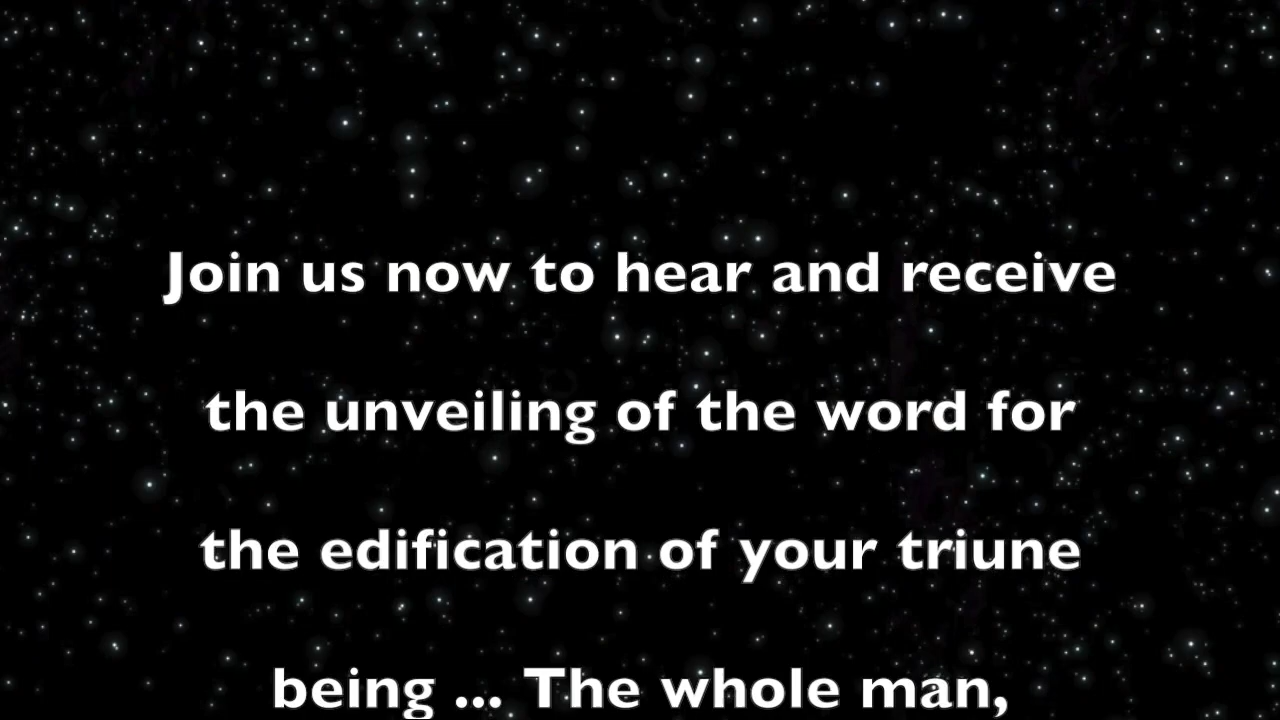 Join us now to hear and receive
the unveiling of the word for
the edification of your triune
being ... The whole man,